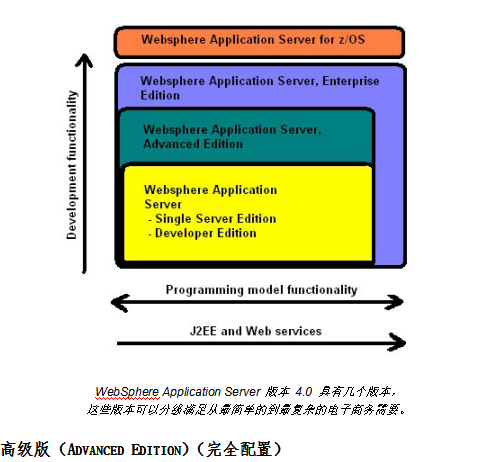 Websphere Application Server for z/OS
Development functionality
Websphere Application Server, Enterprise
Edition
Websphere Application Server,
Advanced Edition
Websphere Application
Server
- Single Server Edition
- Developer Edition
Programming model functionality
J2EE and Web services
WebSphere Application Server 版本 4.0 具有几个版本，
这些版本可以分级满足从最简单的到最复杂的电子商务需要。
高级版（ADVANCED EDITION）（完全配置）